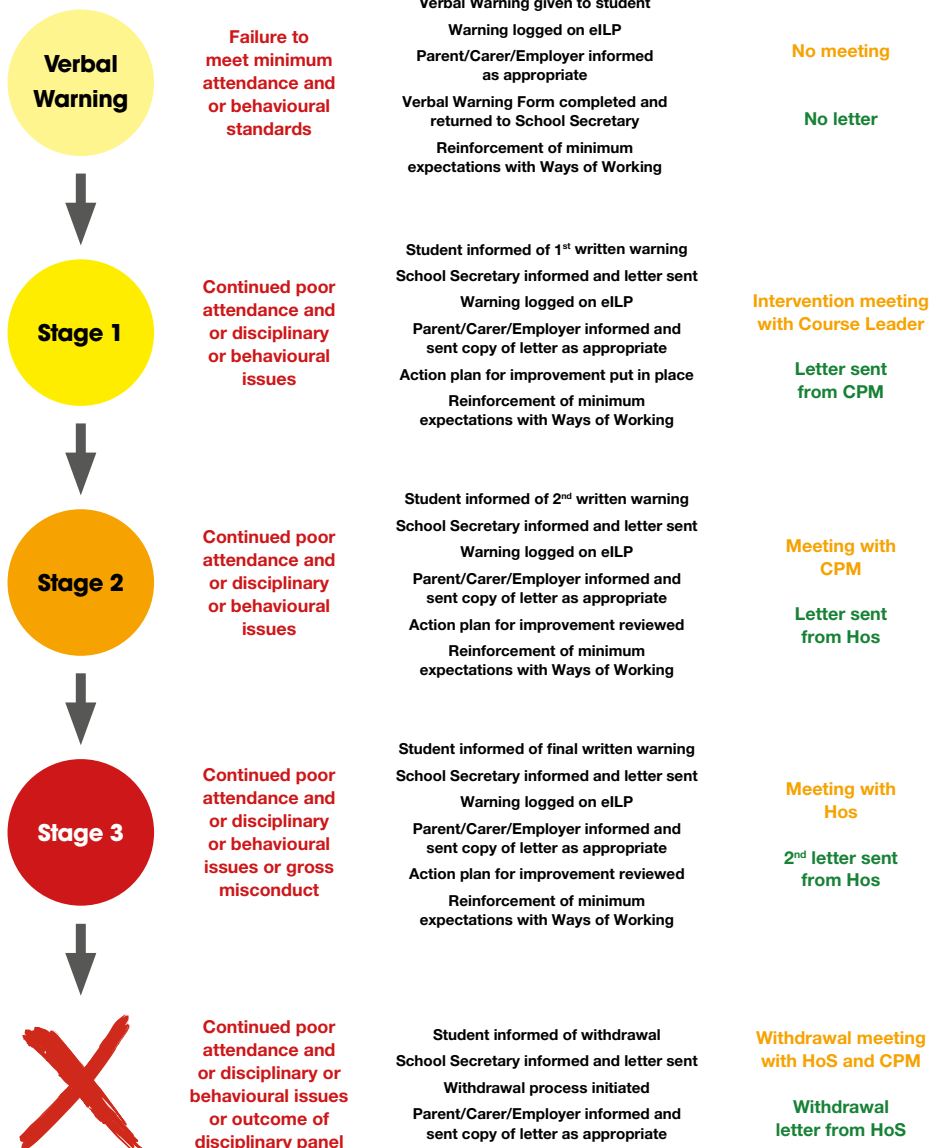 Verbal Warning given to student
Verbal
Warning
Failure to
meet minimum
attendance and
or behavioural
standards
Warning logged on eILP
Parent/Carer/Employer informed
as appropriate
Verbal Warning Form completed and
returned to School Secretary
Reinforcement of minimum
expectations with Ways of Working
No meeting
No letter
Stage 1
Continued poor
attendance and
or disciplinary
or behavioural
issues
Student informed of 1st written warning
School Secretary informed and letter sent
Warning logged on eILP
Parent/Carer/Employer informed and
sent copy of letter as appropriate
Action plan for improvement put in place
Reinforcement of minimum
expectations with Ways of Working
Intervention meeting
with Course Leader
Letter sent
from CPM
Stage 2
Continued poor
attendance and
or disciplinary
or behavioural
issues
Student informed of 2nd written warning
School Secretary informed and letter sent
Warning logged on eILP
Parent/Carer/Employer informed and
sent copy of letter as appropriate
Action plan for improvement reviewed
Reinforcement of minimum
expectations with Ways of Working
Meeting with
CPM
Letter sent
from Hos
Stage 3
Continued poor
attendance and
or disciplinary
or behavioural
issues or gross
misconduct
Student informed of final written warning
School Secretary informed and letter sent
Warning logged on eILP
Parent/Carer/Employer informed and
sent copy of letter as appropriate
Action plan for improvement reviewed
Reinforcement of minimum
expectations with Ways of Working
Meeting with
Hos
2nd letter sent
from Hos
Continued poor
attendance and
or disciplinary or
behavioural issues
or outcome of
disciplinary panel
Student informed of withdrawal
School Secretary informed and letter sent
Withdrawal process initiated
Parent/Carer/Employer informed and
sent copy of letter as appropriate
Withdrawal meeting
with HoS and CPM
Withdrawal
letter from HoS